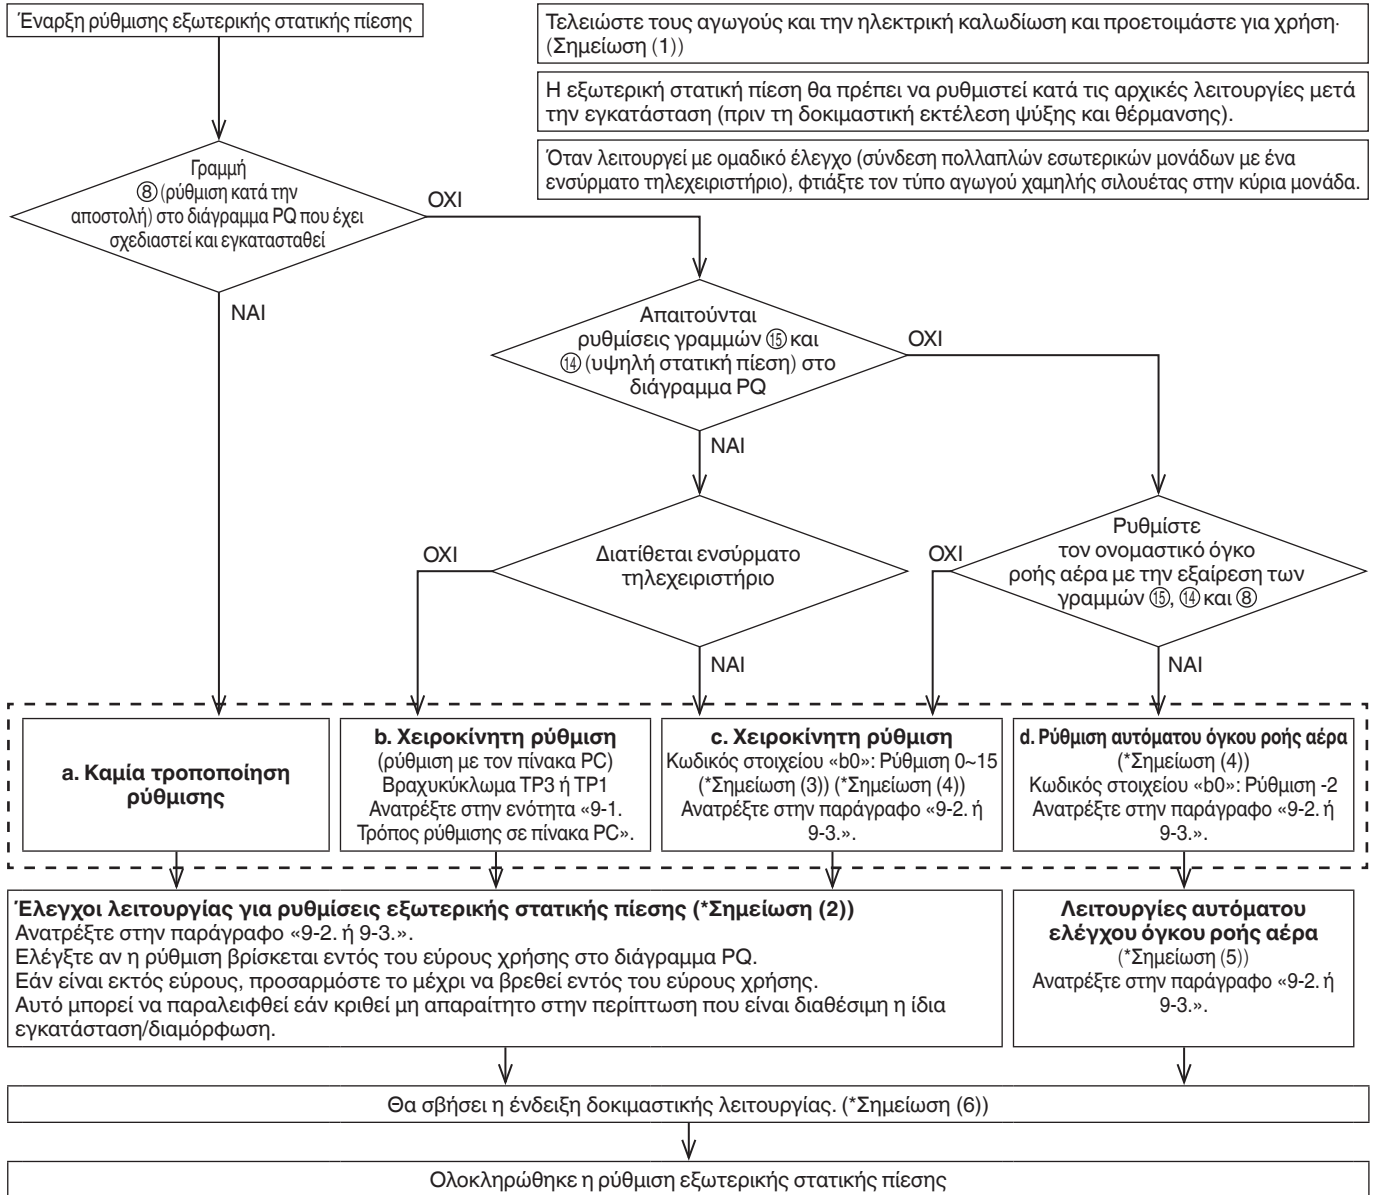 Έναρξη ρύθμισης εξωτερικής στατικής πίεσης
Τελειώστε τους αγωγούς και την ηλεκτρική καλωδίωση και προετοιμάστε για χρήση·
(Σημείωση (1))
Η εξωτερική στατική πίεση θα πρέπει να ρυθμιστεί κατά τις αρχικές λειτουργίες μετά
την εγκατάσταση (πριν τη δοκιμαστική εκτέλεση ψύξης και θέρμανσης).
Όταν λειτουργεί με ομαδικό έλεγχο (σύνδεση πολλαπλών εσωτερικών μονάδων με ένα
ενσύρματο τηλεχειριστήριο), φτιάξτε τον τύπο αγωγού χαμηλής σιλουέτας στην κύρια μονάδα.
Γραμμή
⑧ (ρύθμιση κατά την
αποστολή) στο διάγραμμα PQ που έχει
σχεδιαστεί και εγκατασταθεί
ΟΧΙ
ΝΑΙ
Απαιτούνται
ρυθμίσεις γραμμών ⑮ και
⑭ (υψηλή στατική πίεση) στο
διάγραμμα PQ
ΟΧΙ
ΝΑΙ
Διατίθεται ενσύρματο
τηλεχειριστήριο
ΟΧΙ
ΝΑΙ
Ρυθμίστε
τον ονομαστικό όγκο
ροής αέρα με την εξαίρεση των
γραμμών ⑮, ⑭ και ⑧
ΟΧΙ
ΝΑΙ
a. Καμία τροποποίηση
ρύθμισης
b. Χειροκίνητη ρύθμιση
(ρύθμιση με τον πίνακα PC)
Βραχυκύκλωμα TP3 ή TP1
Ανατρέξτε στην ενότητα «9-1.
Τρόπος ρύθμισης σε πίνακα PC».
c. Χειροκίνητη ρύθμιση
Κωδικός στοιχείου «b0»: Ρύθμιση 0~15
(*Σημείωση (3)) (*Σημείωση (4))
Ανατρέξτε στην παράγραφο «9-2. ή
9-3.».
d. Ρύθμιση αυτόματου όγκου ροής αέρα
(*Σημείωση (4))
Κωδικός στοιχείου «b0»: Ρύθμιση -2
Ανατρέξτε στην παράγραφο «9-2. ή
9-3.».
Έλεγχοι λειτουργίας για ρυθμίσεις εξωτερικής στατικής πίεσης (*Σημείωση (2))
Ανατρέξτε στην παράγραφο «9-2. ή 9-3.».
Ελέγξτε αν η ρύθμιση βρίσκεται εντός του εύρους χρήσης στο διάγραμμα PQ.
Εάν είναι εκτός εύρους, προσαρμόστε το μέχρι να βρεθεί εντός του εύρους χρήσης.
Αυτό μπορεί να παραλειφθεί εάν κριθεί μη απαραίτητο στην περίπτωση που είναι διαθέσιμη η ίδια
εγκατάσταση/διαμόρφωση.
Λειτουργίες αυτόματου
ελέγχου όγκου ροής αέρα
(*Σημείωση (5))
Ανατρέξτε στην παράγραφο «9-2. ή
9-3.».
Θα σβήσει η ένδειξη δοκιμαστικής λειτουργίας. (*Σημείωση (6))
Ολοκληρώθηκε η ρύθμιση εξωτερικής στατικής πίεσης